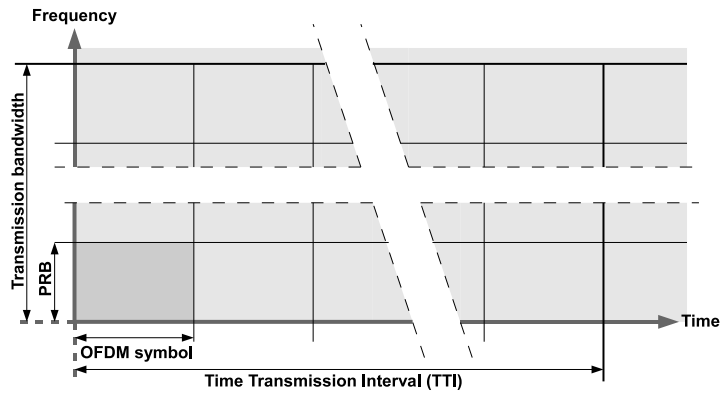 Frequency
Transmission bandwidth
PRB
Time
OFDM symbol
Time Transmission Interval (TTI)